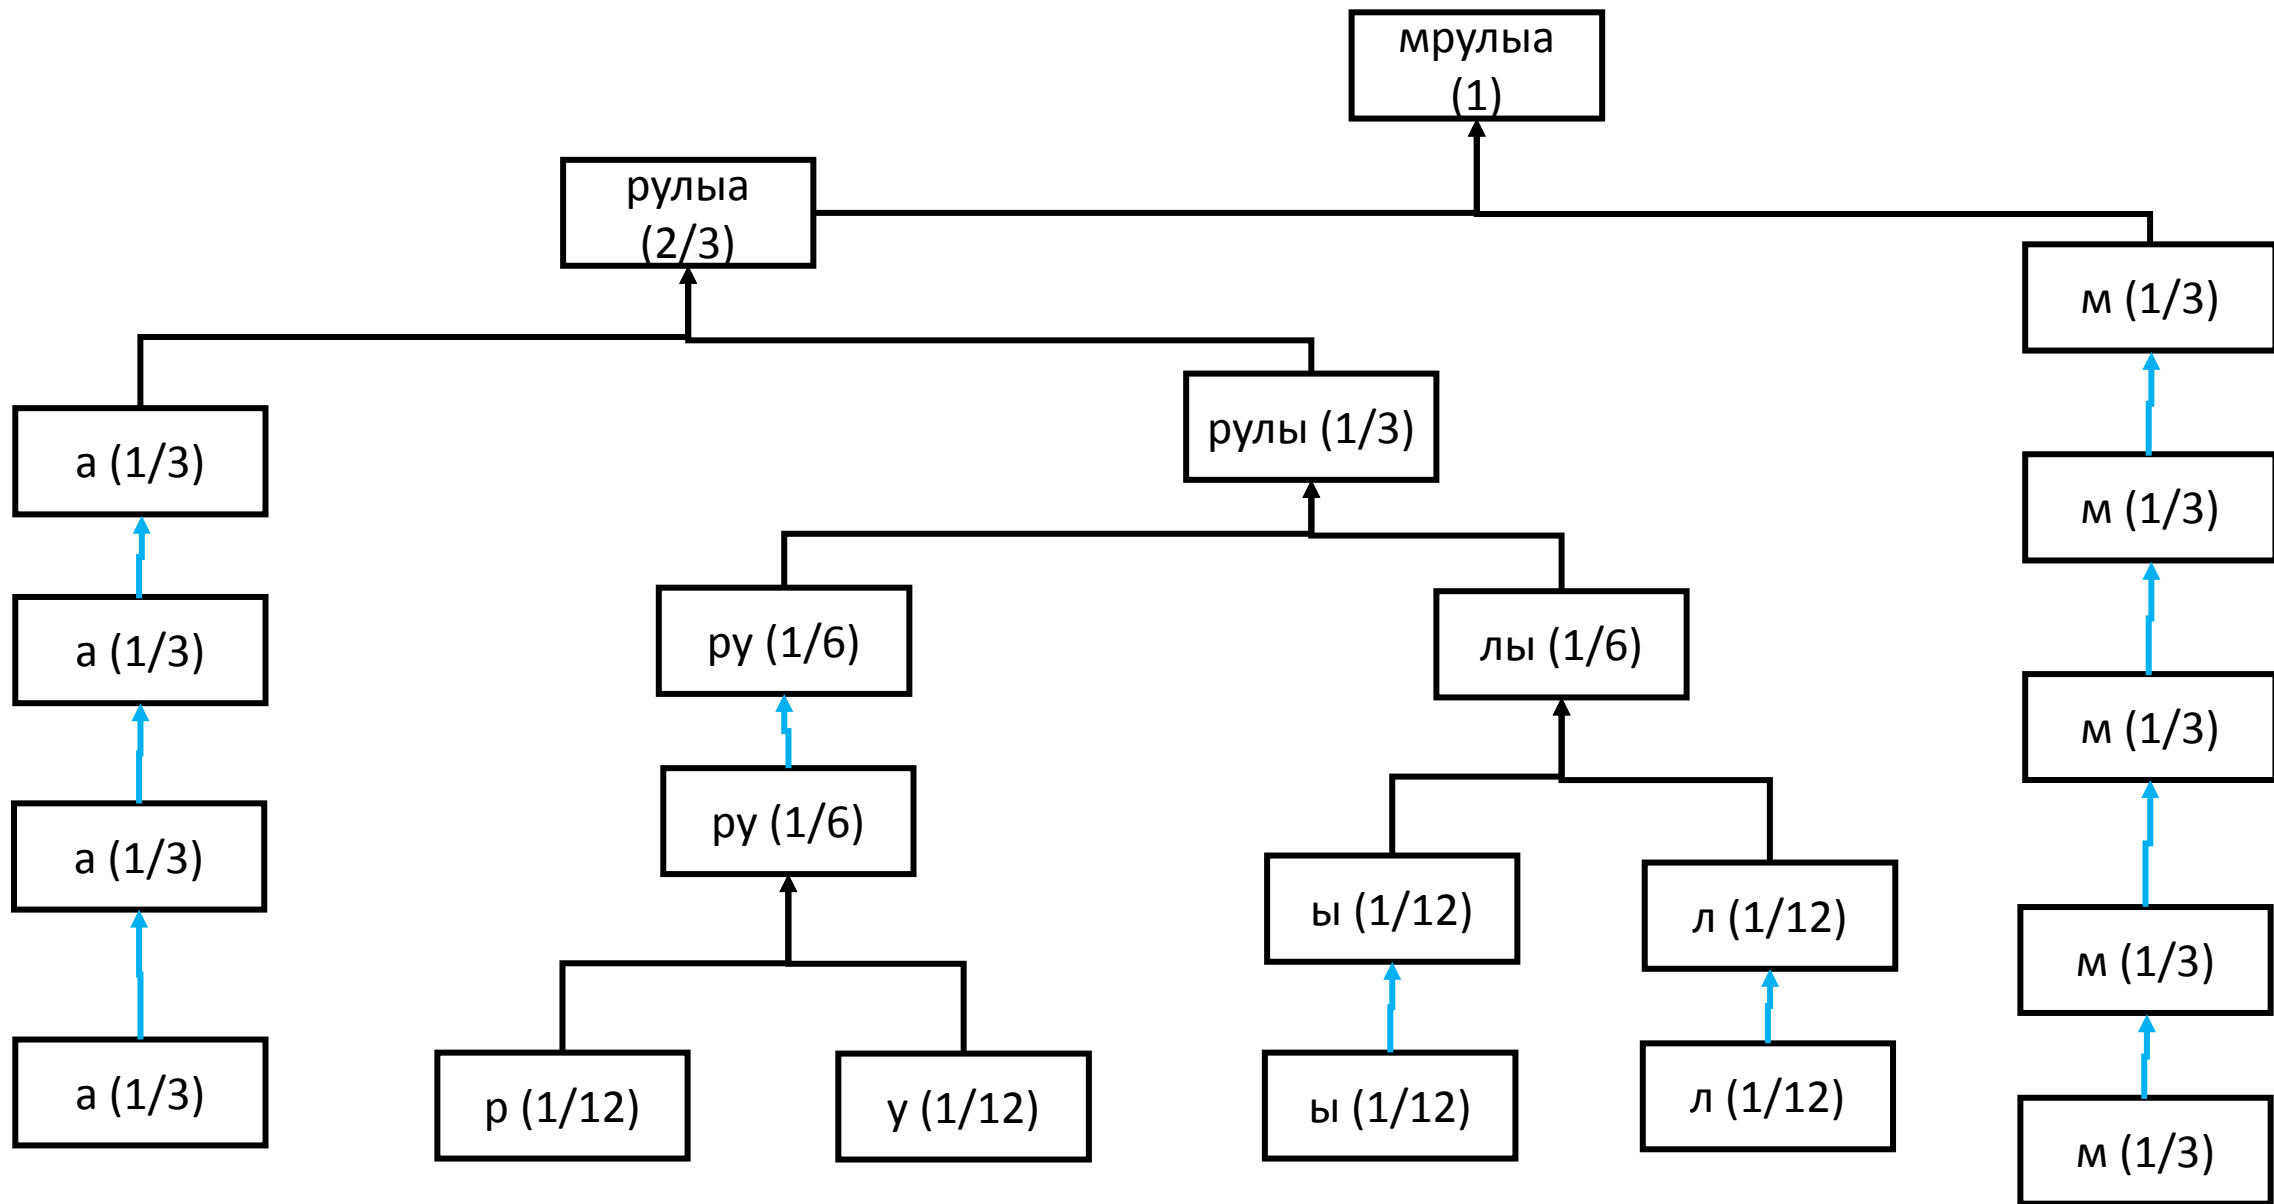 мрулыа
(1)
рулыа
(2/3)
м (1/3)
рулы (1/3)
а (1/3)
м (1/3)
ру (1/6)
лы (1/6)
а (1/3)
м (1/3)
ру (1/6)
а (1/3)
ы (1/12)
л (1/12)
м (1/3)
а (1/3)
р (1/12)
у (1/12)
ы (1/12)
л (1/12)
м (1/3)